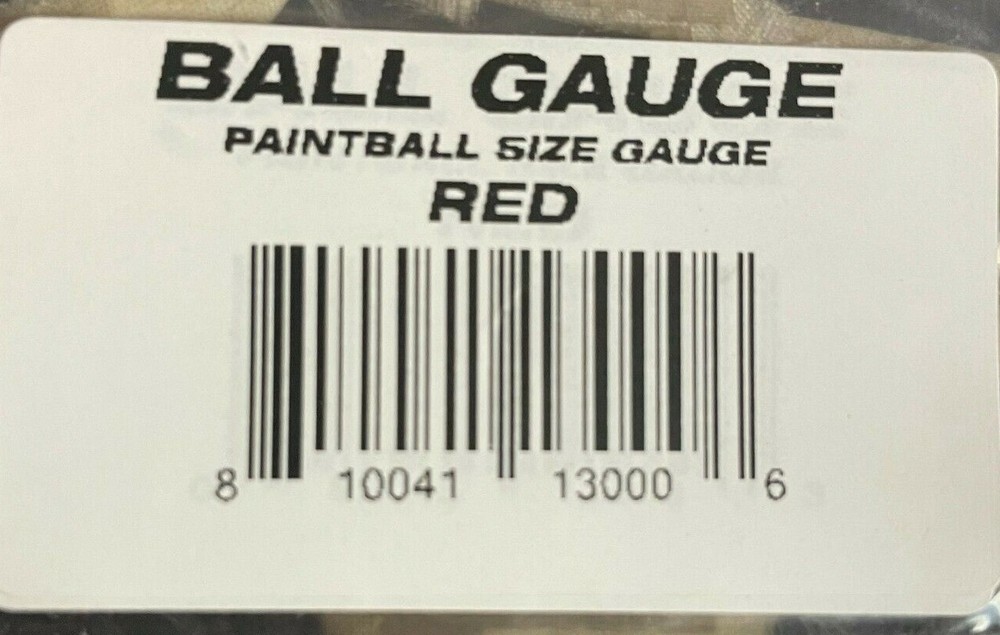 BALL GAUGE
PAINTBALL SIZE GAUGE
RED
8 10041 13000 6